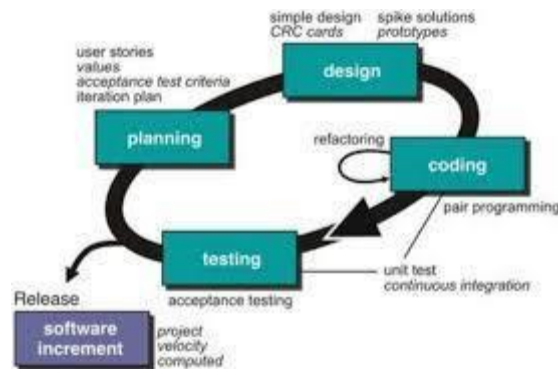 simple design
CRC cards
spike solutions
prototypes
design
user stories
values
acceptance test criteria
iteration plan
planning
refactoring
coding
pair programming
testing
unit test
continuous integration
acceptance testing
Release
software
increment
project
velocity
computed